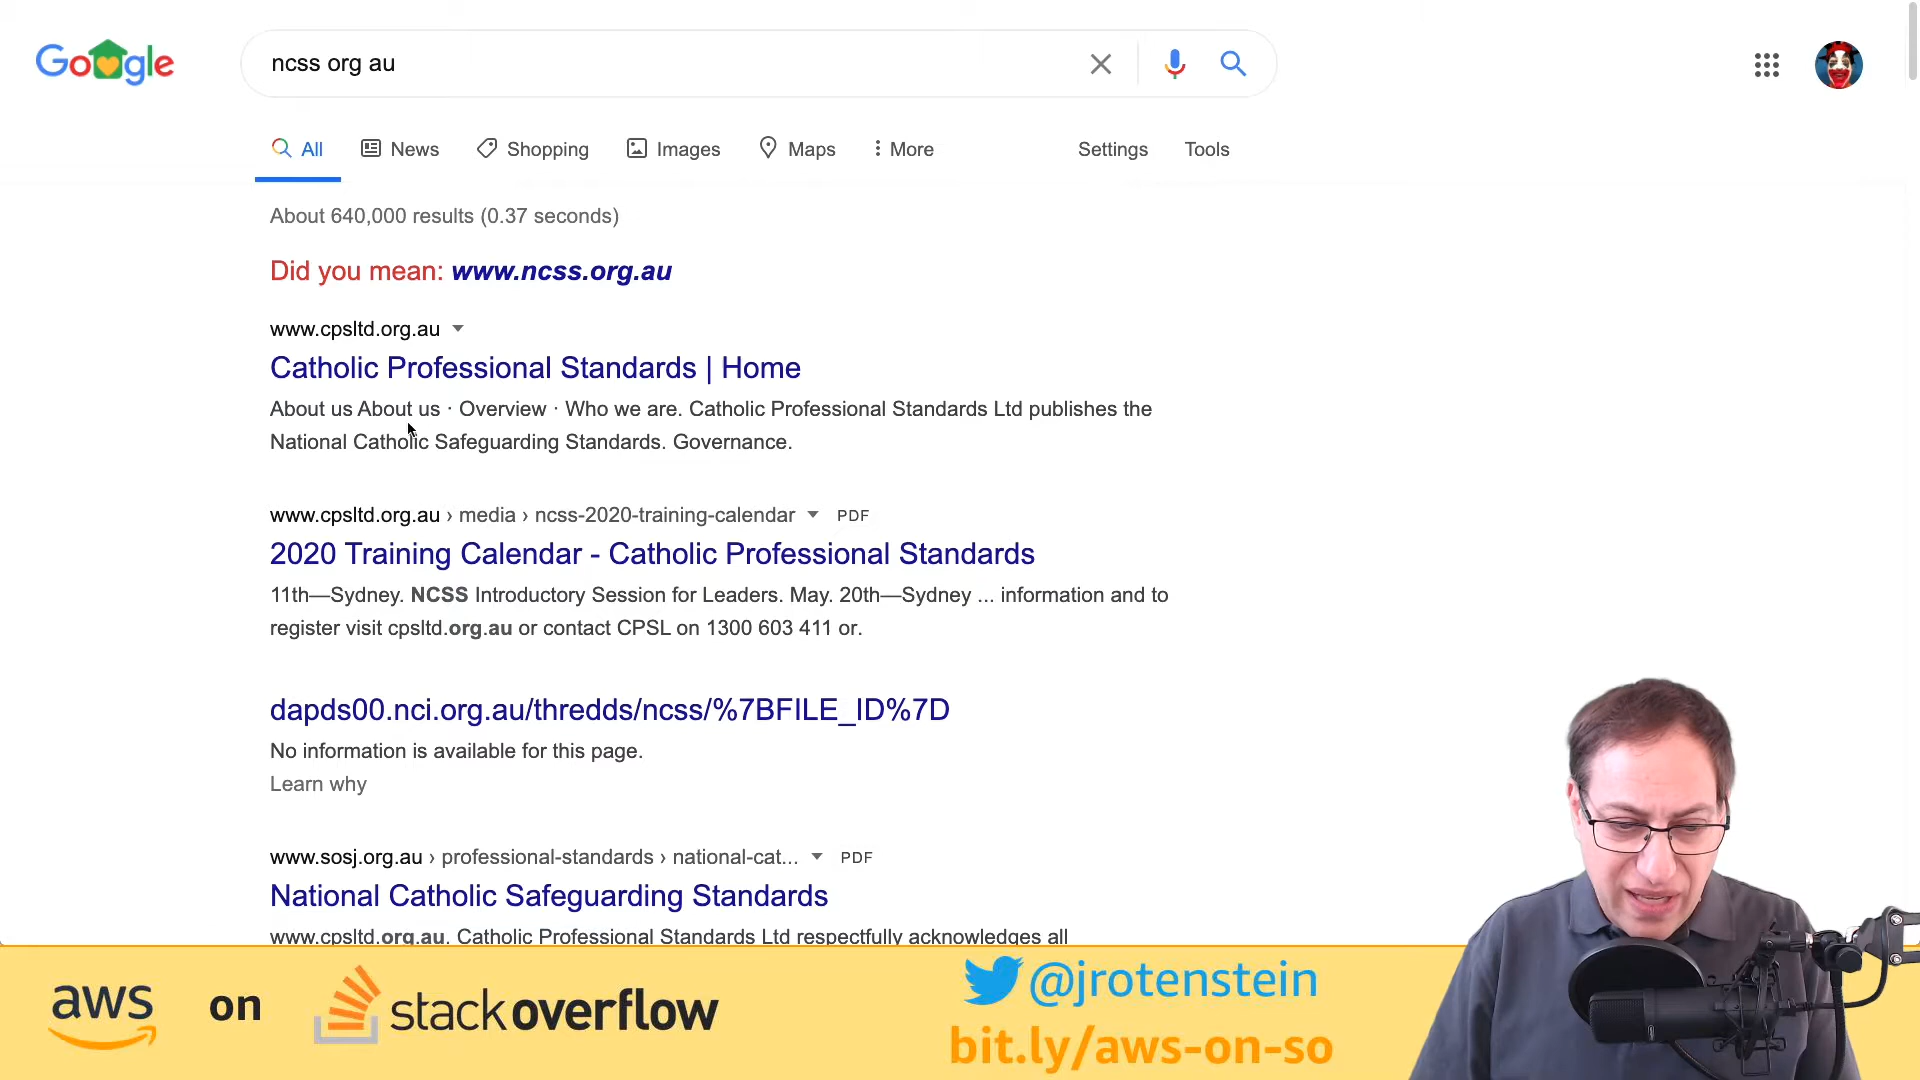 Google
ncss org au
All
News
Shopping
Images
Maps
More
Settings
Tools
About 640,000 results (0.37 seconds)
Did you mean: www.ncss.org.au
www.cpsltd.org.au
Catholic Professional Standards | Home
About us About us · Overview · Who we are. Catholic Professional Standards Ltd publishes the
National Catholic Safeguarding Standards. Governance.
www.cpsltd.org.au › media › ncss-2020-training-calendar PDF
2020 Training Calendar - Catholic Professional Standards
11th—Sydney. NCSS Introductory Session for Leaders. May. 20th—Sydney ... information and to
register visit cpsltd.org.au or contact CPSL on 1300 603 411 or.
dapds00.nci.org.au/thredds/ncss/%7BFILE_ID%7D
No information is available for this page.
Learn why
www.sosj.org.au › professional-standards › national-cat... PDF
National Catholic Safeguarding Standards
www.cpsltd.org.au. Catholic Professional Standards Ltd respectfully acknowledges all
aws on stackoverflow
@jrotenstein
bit.ly/aws-on-so